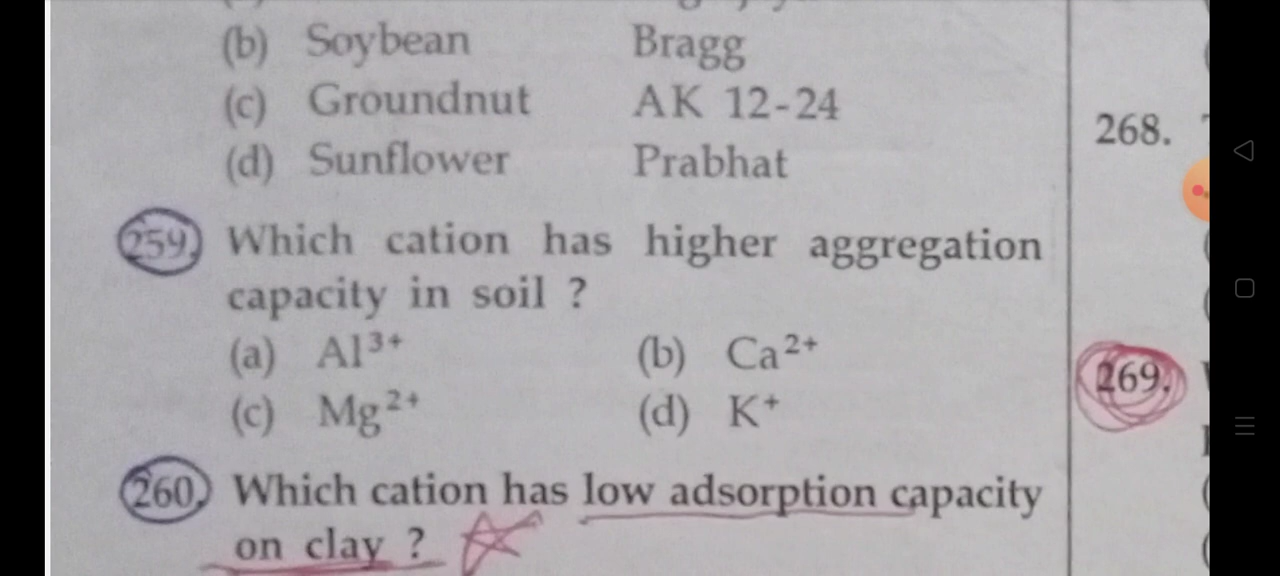 (b) Soybean Bragg
(c) Groundnut AK 12-24
(d) Sunflower Prabhat
259. Which cation has higher aggregation
capacity in soil ?
(a) Al³⁺ (b) Ca²⁺
(c) Mg²⁺ (d) K⁺
260. Which cation has low adsorption capacity
on clay ?
268.
269.